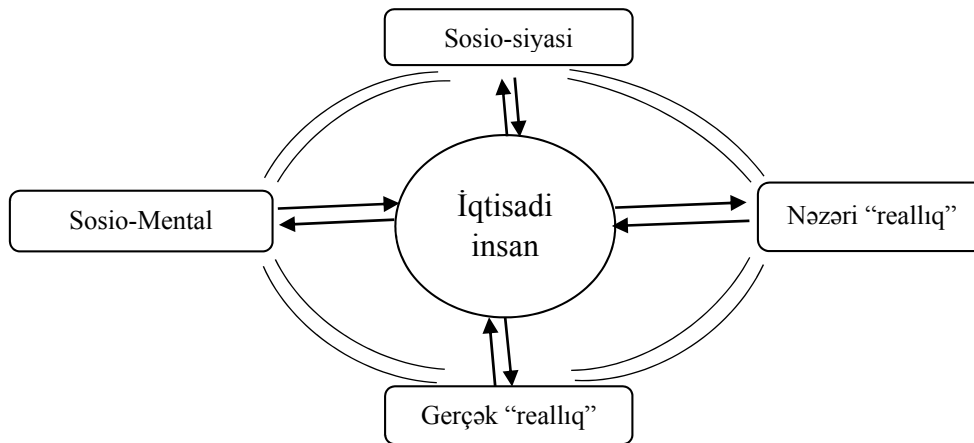 Sosio-siyasi
Sosio-Mental
İqtisadi
insan
Nəzəri “reallıq”
Gerçək “reallıq”